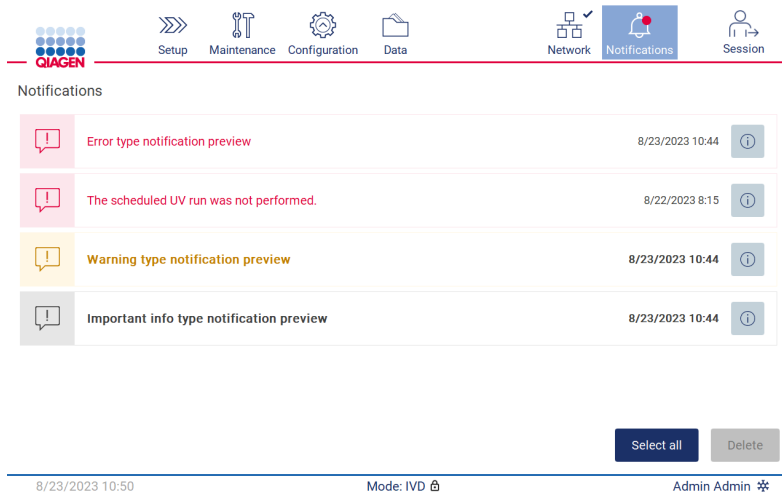 QIAGEN
Setup
Maintenance
Configuration
Data
Network
Notifications
Session
Notifications
Error type notification preview 8/23/2023 10:44
The scheduled UV run was not performed. 8/22/2023 8:15
Warning type notification preview 8/23/2023 10:44
Important info type notification preview 8/23/2023 10:44
Select all
Delete
8/23/2023 10:50 Mode: IVD Admin Admin